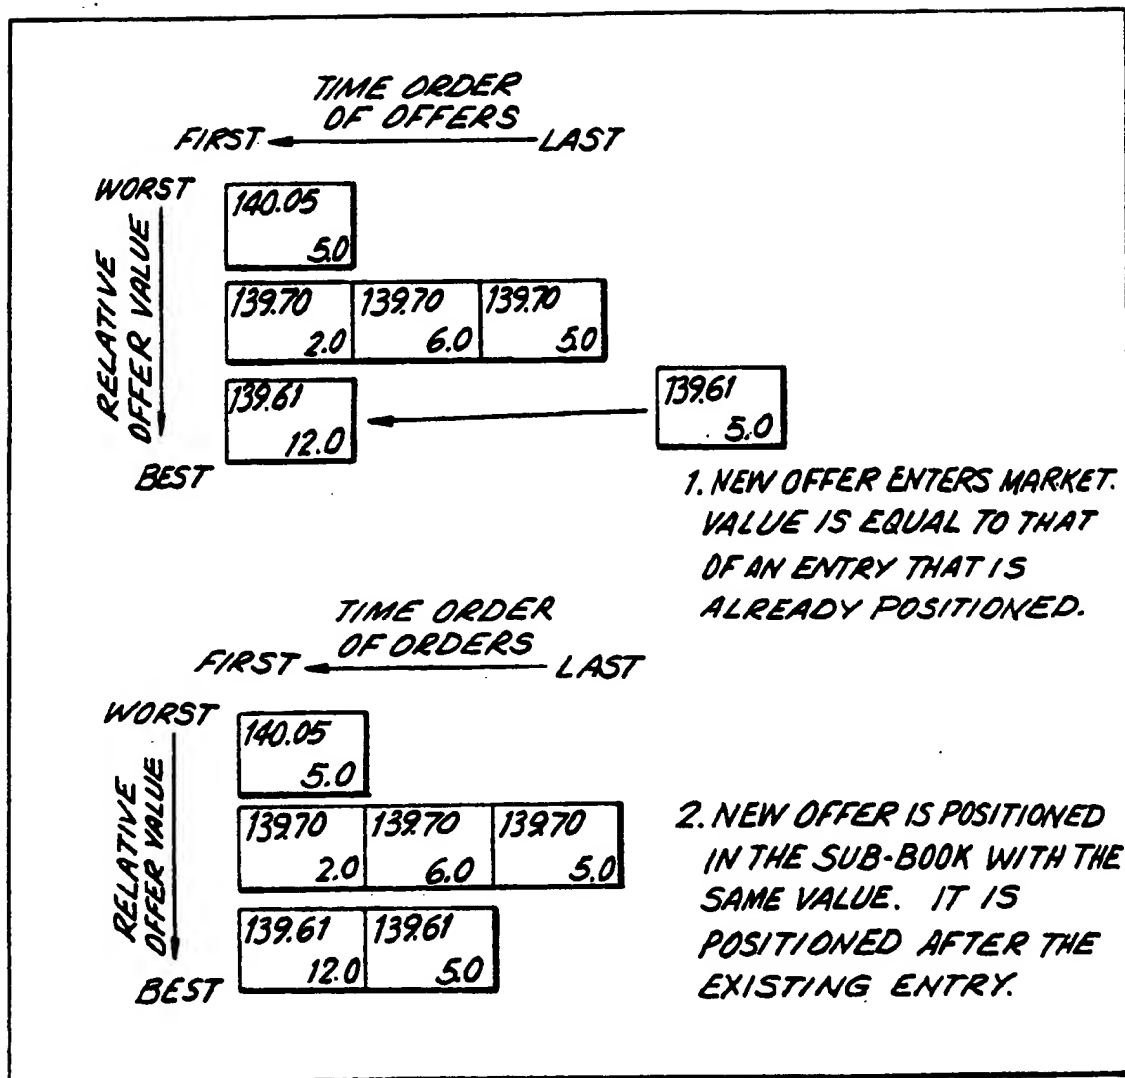 TIME ORDER
OF OFFERS
FIRST LAST
WORST
RELATIVE
OFFER VALUE
BEST
140.05
5.0
139.70 139.70 139.70
2.0 6.0 5.0
139.61 139.61
12.0 5.0
1. NEW OFFER ENTERS MARKET.
VALUE IS EQUAL TO THAT
OF AN ENTRY THAT IS
ALREADY POSITIONED.
TIME ORDER
OF ORDERS
FIRST LAST
WORST
RELATIVE
OFFER VALUE
BEST
140.05
5.0
139.70 139.70 139.70
2.0 6.0 5.0
139.61 139.61
12.0 5.0
2. NEW OFFER IS POSITIONED
IN THE SUB-BOOK WITH THE
SAME VALUE. IT IS
POSITIONED AFTER THE
EXISTING ENTRY.